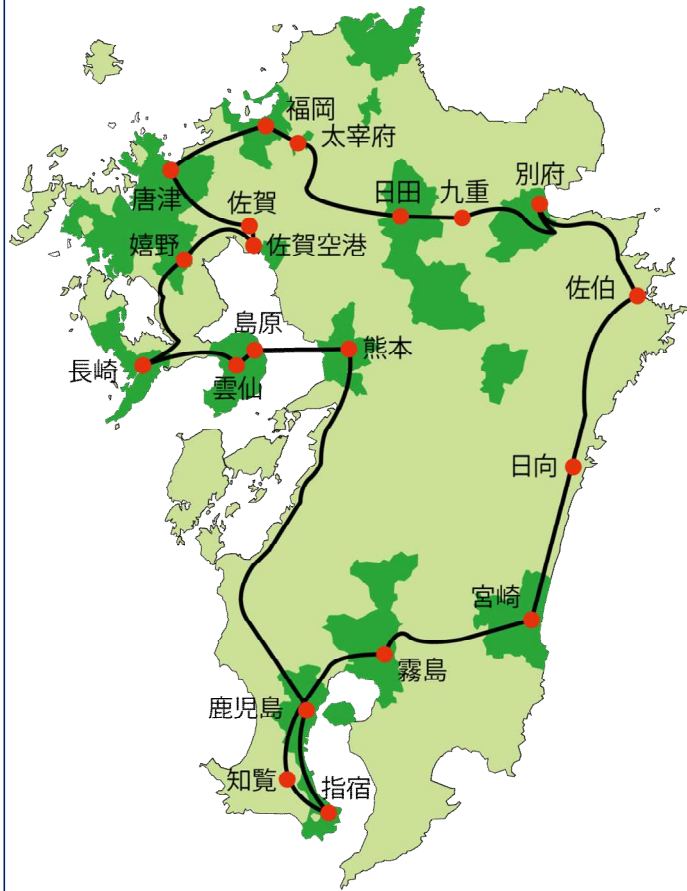 福岡
太宰府
唐津
日田
九重
別府
佐賀
嬉野
佐賀空港
佐伯
島原
熊本
長崎
雲仙
日向
宮崎
霧島
鹿児島
知覧
指宿